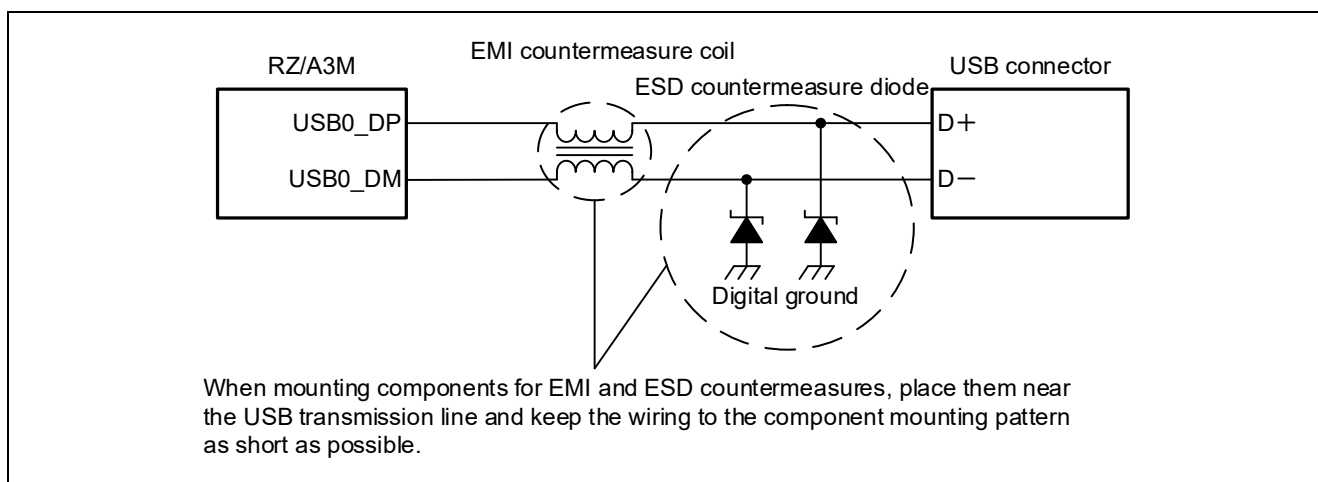 EMI countermeasure coil
RZ/A3M
USB connector
ESD countermeasure diode
USB0_DP
D+
USB0_DM
D-
Digital ground
When mounting components for EMI and ESD countermeasures, place them near
the USB transmission line and keep the wiring to the component mounting pattern
as short as possible.